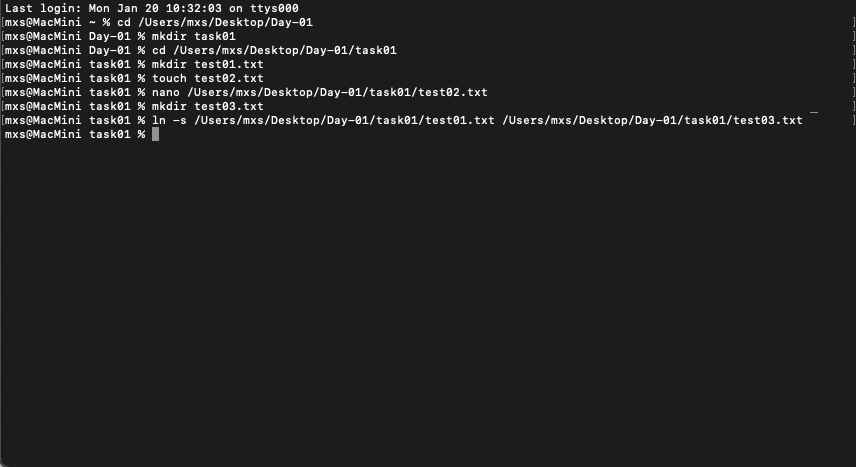 Last login: Mon Jan 20 10:32:03 on ttys000
[mxs@MacMini ~ % cd /Users/mxs/Desktop/Day-01 ]
[mxs@MacMini Day-01 % mkdir task01 ]
[mxs@MacMini Day-01 % cd /Users/mxs/Desktop/Day-01/task01 ]
[mxs@MacMini task01 % mkdir test01.txt ]
[mxs@MacMini task01 % touch test02.txt ]
[mxs@MacMini task01 % nano /Users/mxs/Desktop/Day-01/task01/test02.txt ]
[mxs@MacMini task01 % mkdir test03.txt ]
[mxs@MacMini task01 % ln -s /Users/mxs/Desktop/Day-01/task01/test01.txt /Users/mxs/Desktop/Day-01/task01/test03.txt ]
mxs@MacMini task01 %